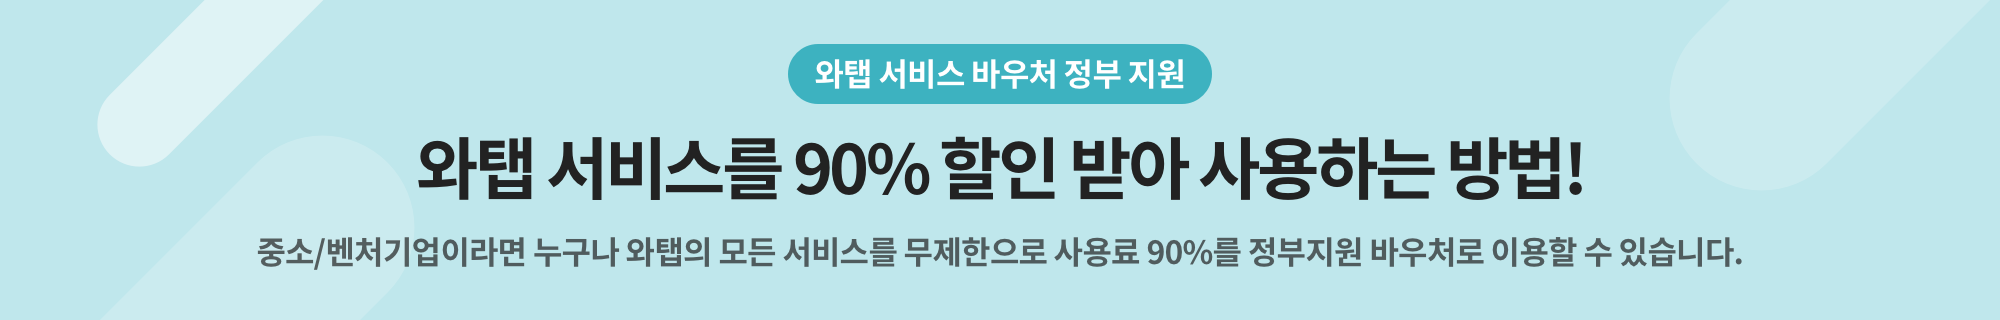 와탭 서비스 바우처 정부 지원
와탭 서비스를 90% 할인 받아 사용하는 방법!
중소/벤처기업이라면 누구나 와탭의 모든 서비스를 무제한으로 사용료 90%를 정부지원 바우처로 이용할 수 있습니다.